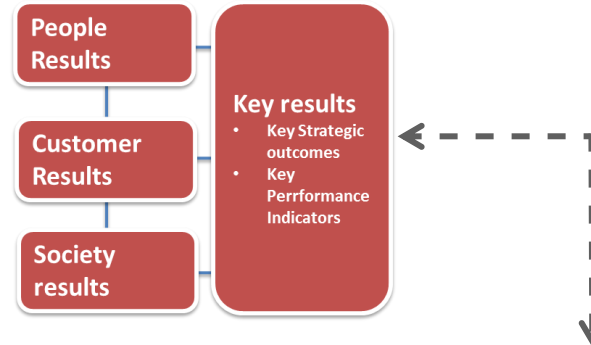 People
Results
Customer
Results
Society
results
Key results
• Key Strategic
outcomes
• Key
Perrformance
Indicators